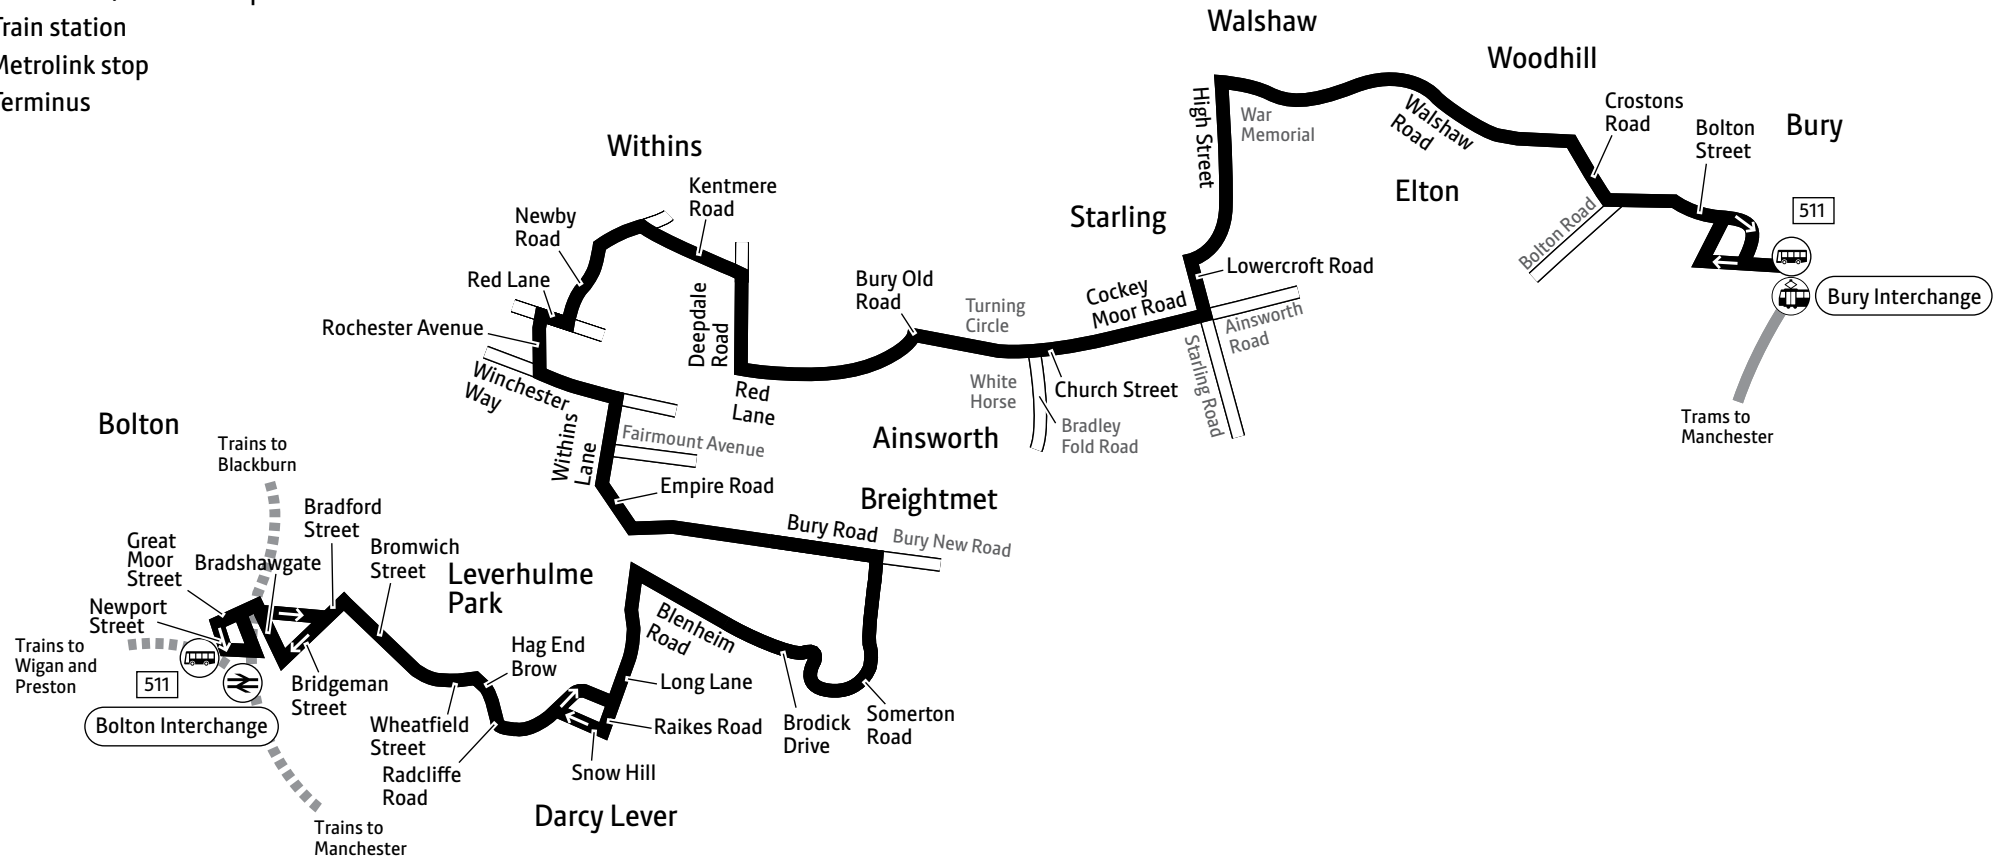 Train station
Metrolink stop
Terminus
Walshaw
Woodhill
Crostons
Road
Bolton
Street
Bury
High Street
War
Memorial
Walshaw
Road
Elton
Bolton Road
511
Bury Interchange
Trams to
Manchester
Withins
Kentmere
Road
Newby
Road
Red Lane
Rochester Avenue
Winchester
Way
Deepdale
Road
Red
Lane
Bury Old
Road
Starling
Lowercroft Road
Cockey
Moor Road
Turning
Circle
Ainsworth
Road
Starling Road
White
Horse
Church Street
Bradley
Fold Road
Ainsworth
Withins
Lane
Fairmount Avenue
Empire Road
Breightmet
Bury Road
Bury New Road
Bolton
Trains to
Blackburn
Bradford
Street
Great
Moor
Street
Bradshawgate
Bromwich
Street
Leverhulme
Park
Newport
Street
Trains to
Wigan and
Preston
511
Bolton Interchange
Bridgeman
Street
Wheatfield
Street
Radcliffe
Road
Hag End
Brow
Blenheim
Road
Long Lane
Raikes Road
Snow Hill
Brodick
Drive
Somerton
Road
Darcy Lever
Trains to
Manchester